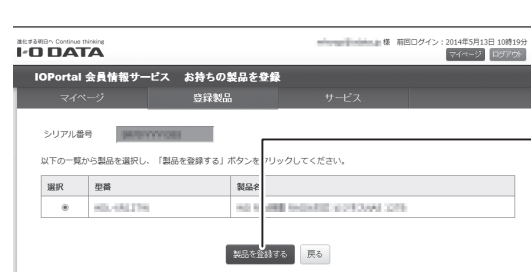 進化する明日へ Continue thinking
I-O DATA
様 前回ログイン：2014年5月13日 10時19分
マイページ ログアウト
IOPortal 会員情報サービス お持ちの製品を登録
マイページ 登録製品 サービス
シリアル番号
以下の一覧から製品を選択し、「製品を登録する」ボタンをクリックしてください。
選択 型番 製品名
製品を登録する 戻る